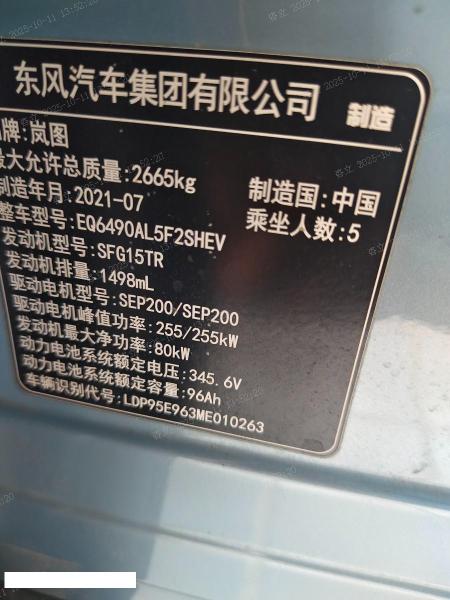 东风汽车集团有限公司 制造
品牌:岚图
最大允许总质量:2665kg
制造年月:2021-07
制造国:中国
整车型号:EQ6490AL5F2SHEV
乘坐人数:5
发动机型号:SFG15TR
发动机排量:1498mL
驱动电机型号:SEP200/SEP200
驱动电机峰值功率:255/255kW
发动机最大净功率:80kW
动力电池系统额定电压:345.6V
动力电池系统额定容量:96Ah
车辆识别代号:LDP95E963ME010263